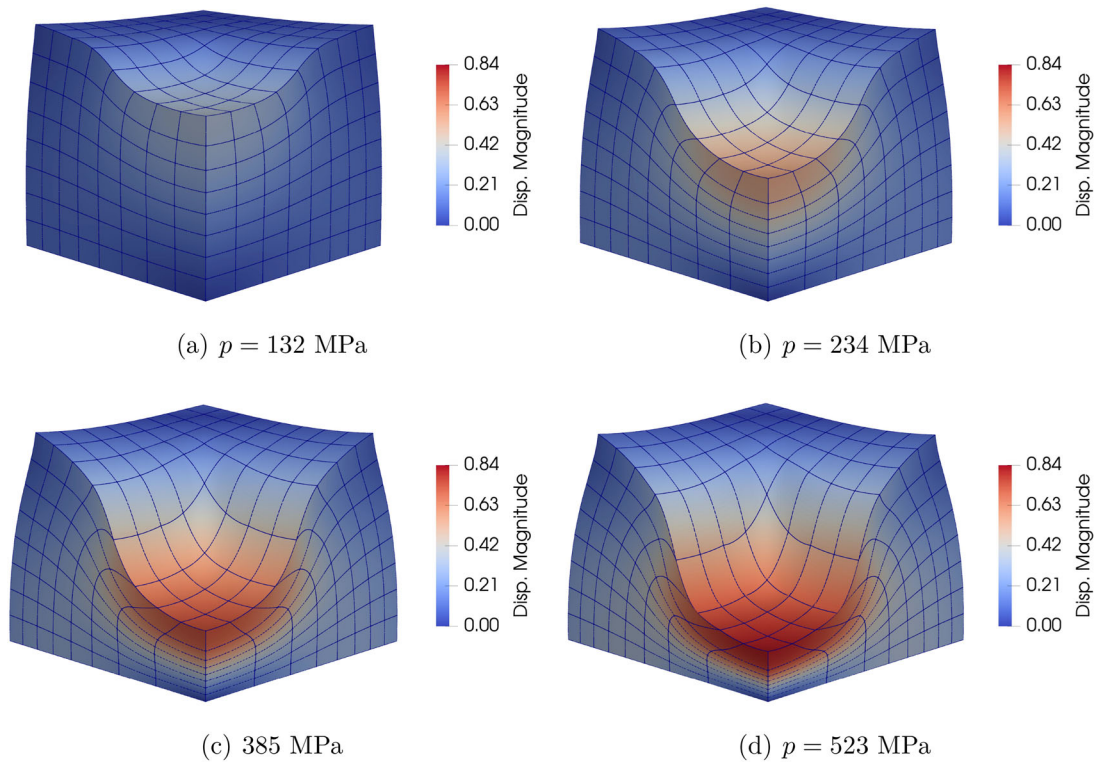 0.84
0.63
0.42
0.21
0.00
Disp. Magnitude
0.84
0.63
0.42
0.21
0.00
Disp. Magnitude
(a) p = 132 MPa
(b) p = 234 MPa
0.84
0.63
0.42
0.21
0.00
Disp. Magnitude
0.84
0.63
0.42
0.21
0.00
Disp. Magnitude
(c) 385 MPa
(d) p = 523 MPa